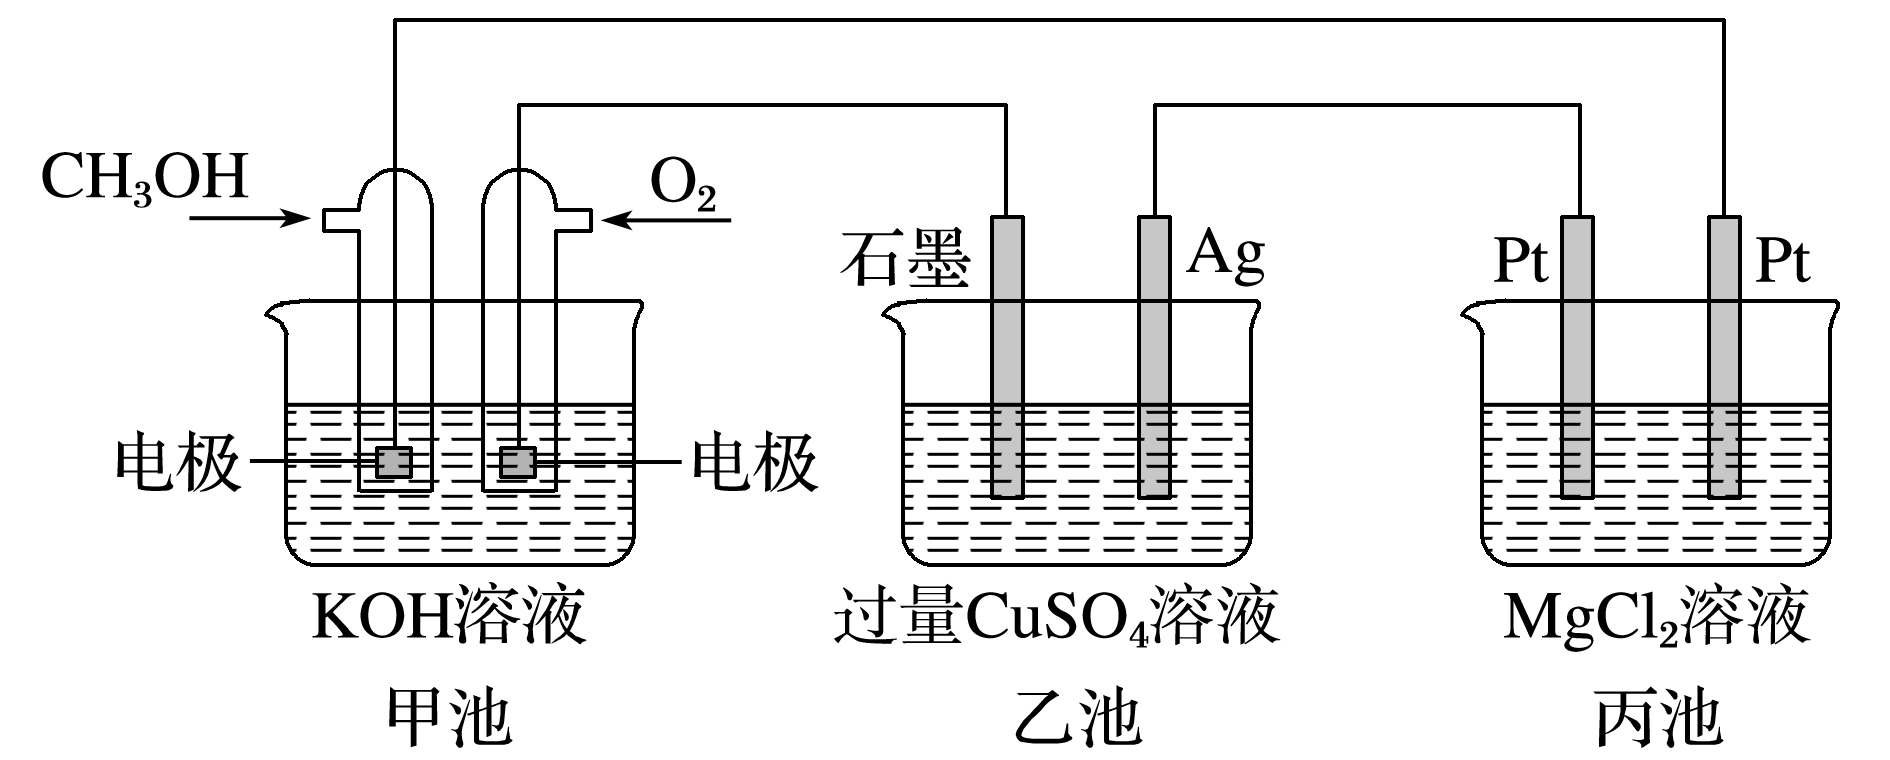 CH₃OH
O₂
石墨
Ag
Pt
Pt
电极
电极
KOH溶液
过量CuSO₄溶液
MgCl₂溶液
甲池
乙池
丙池